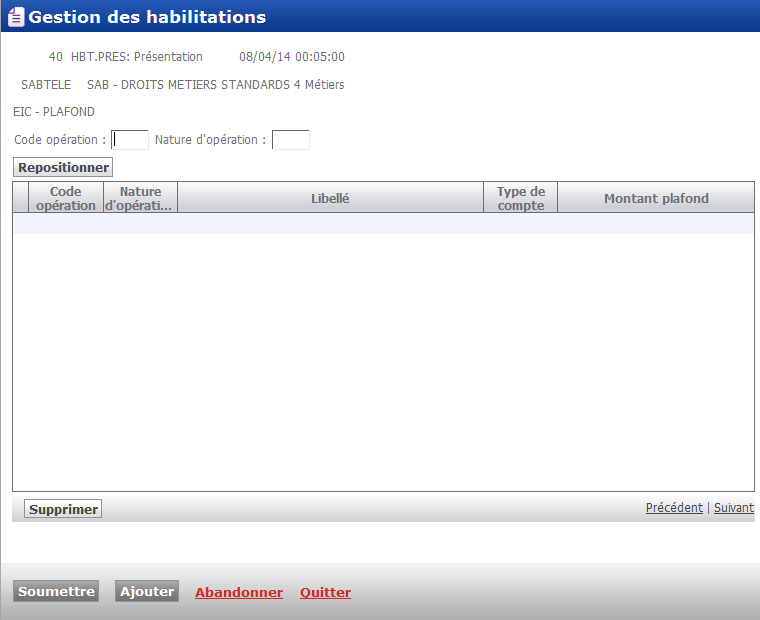 Gestion des habilitations
40 HBT.PRES: Présentation 08/04/14 00:05:00
SABTELE SAB - DROITS METIERS STANDARDS 4 Métiers
EIC - PLAFOND
Code opération : Nature d'opération :
Repositionner
Code opération Nature d'opérati... Libellé Type de compte Montant plafond
Supprimer Précédent | Suivant
Soumettre Ajouter Abandonner Quitter